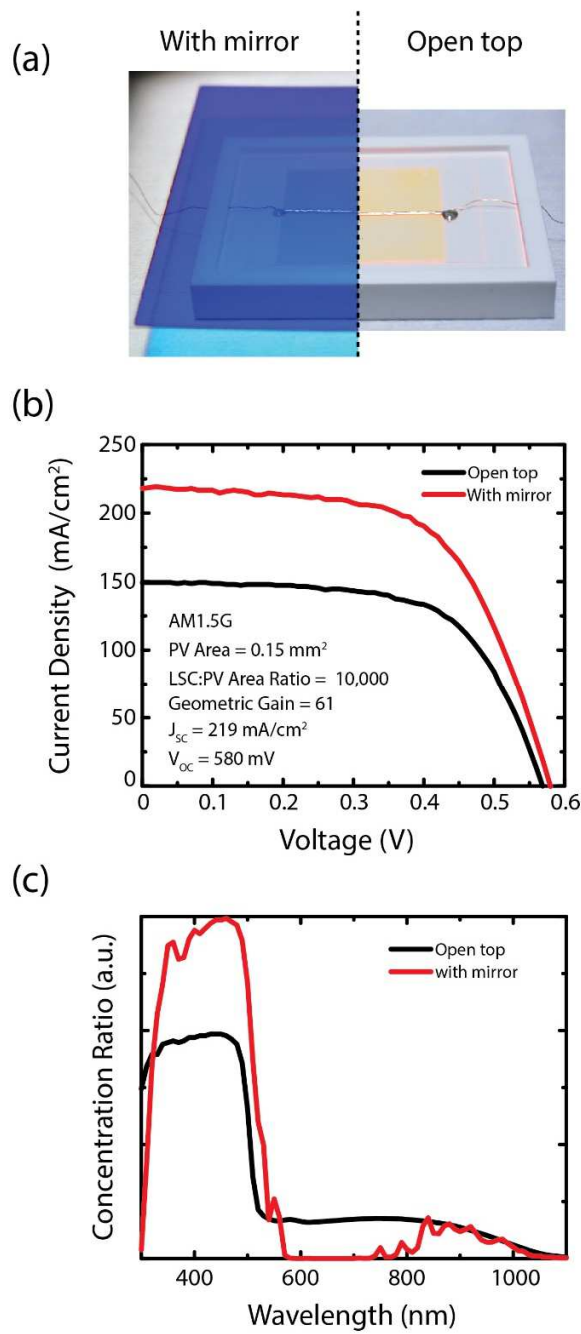 (a)
With mirror
Open top
(b)
Current Density (mA/cm²)
250
200
150
100
50
0
Open top
With mirror
AM1.5G
PV Area = 0.15 mm²
LSC:PV Area Ratio = 10,000
Geometric Gain = 61
J_SC = 219 mA/cm²
V_OC = 580 mV
0
0.1
0.2
0.3
0.4
0.5
0.6
Voltage (V)
(c)
Concentration Ratio (a.u.)
Open top
with mirror
400
600
800
1000
Wavelength (nm)